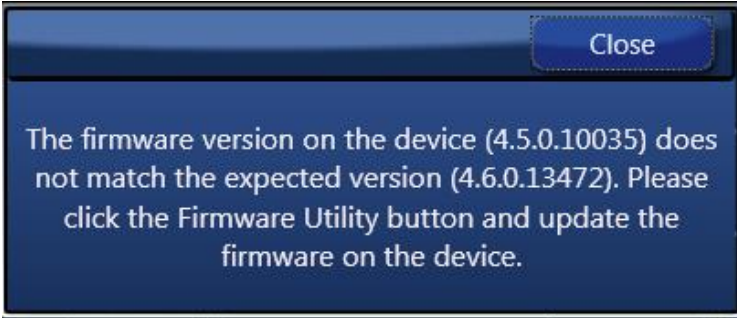 Close
The firmware version on the device (4.5.0.10035) does
not match the expected version (4.6.0.13472). Please
click the Firmware Utility button and update the
firmware on the device.